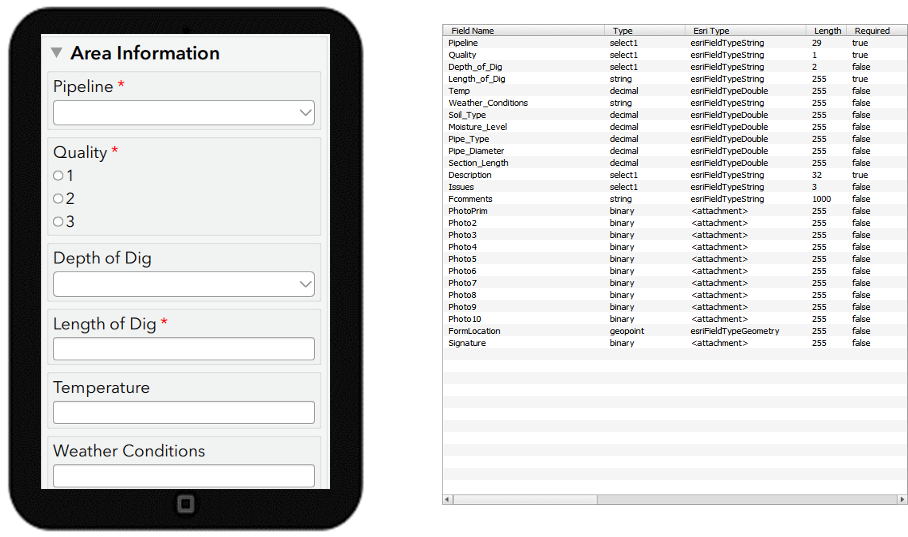 Area Information
Pipeline *
Quality *
1
2
3
Depth of Dig
Length of Dig *
Temperature
Weather Conditions
Field Name Type Esri Type Length Required
Pipeline select1 esriFieldTypeString 29 true
Quality select1 esriFieldTypeString 1 true
Depth_of_Dig select1 esriFieldTypeString 2 false
Length_of_Dig string esriFieldTypeString 255 true
Temp decimal esriFieldTypeDouble 255 false
Weather_Conditions string esriFieldTypeString 255 false
Soil_Type decimal esriFieldTypeDouble 255 false
Moisture_Level decimal esriFieldTypeDouble 255 false
Pipe_Type decimal esriFieldTypeDouble 255 false
Pipe_Diameter decimal esriFieldTypeDouble 255 false
Section_Length decimal esriFieldTypeDouble 255 false
Description select1 esriFieldTypeString 32 true
Issues select1 esriFieldTypeString 3 false
Fcomments string esriFieldTypeString 1000 false
PhotoPrim binary <attachment> 255 false
Photo2 binary <attachment> 255 false
Photo3 binary <attachment> 255 false
Photo4 binary <attachment> 255 false
Photo5 binary <attachment> 255 false
Photo6 binary <attachment> 255 false
Photo7 binary <attachment> 255 false
Photo8 binary <attachment> 255 false
Photo9 binary <attachment> 255 false
Photo10 binary <attachment> 255 false
FormLocation geopoint esriFieldTypeGeometry 255 false
Signature binary <attachment> 255 false